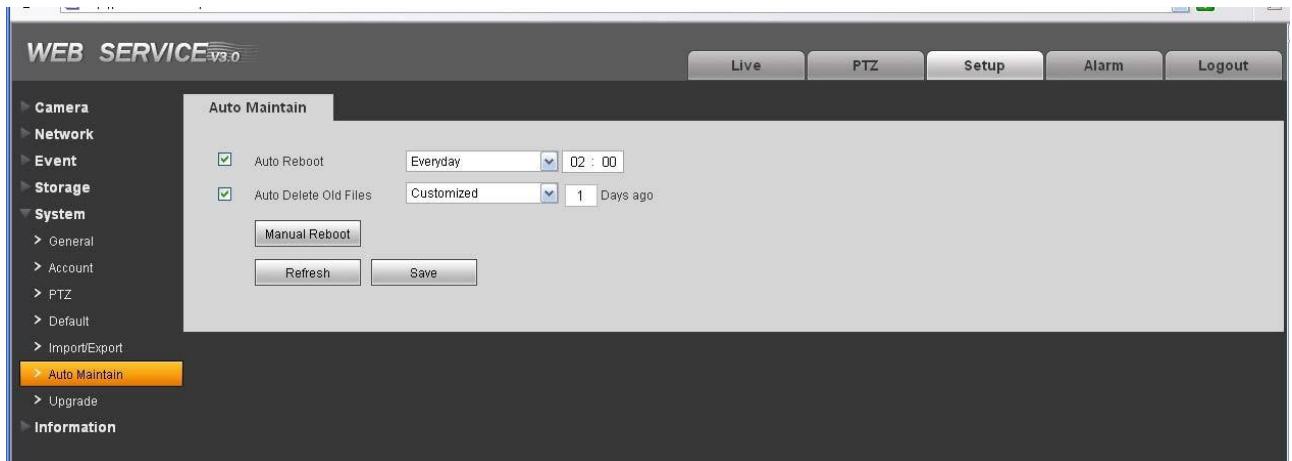 WEB SERVICE V3.0
Live PTZ Setup Alarm Logout
Camera
Network
Event
Storage
System
> General
> Account
> PTZ
> Default
> Import/Export
> Auto Maintain
> Upgrade
Information
Auto Maintain
Auto Reboot Everyday 02 : 00
Auto Delete Old Files Customized 1 Days ago
Manual Reboot
Refresh Save